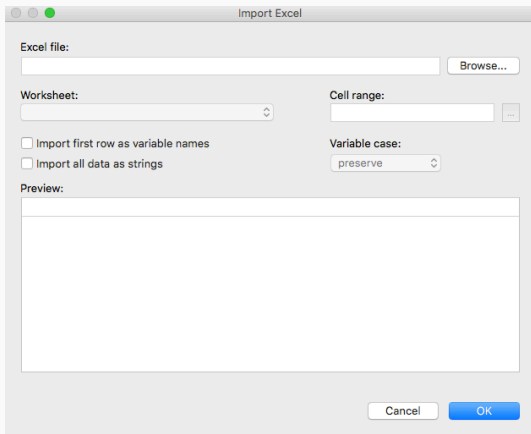 Import Excel
Excel file:
Browse...
Worksheet:
Cell range:
...
Import first row as variable names
Variable case:
Import all data as strings
preserve
Preview:
Cancel
OK